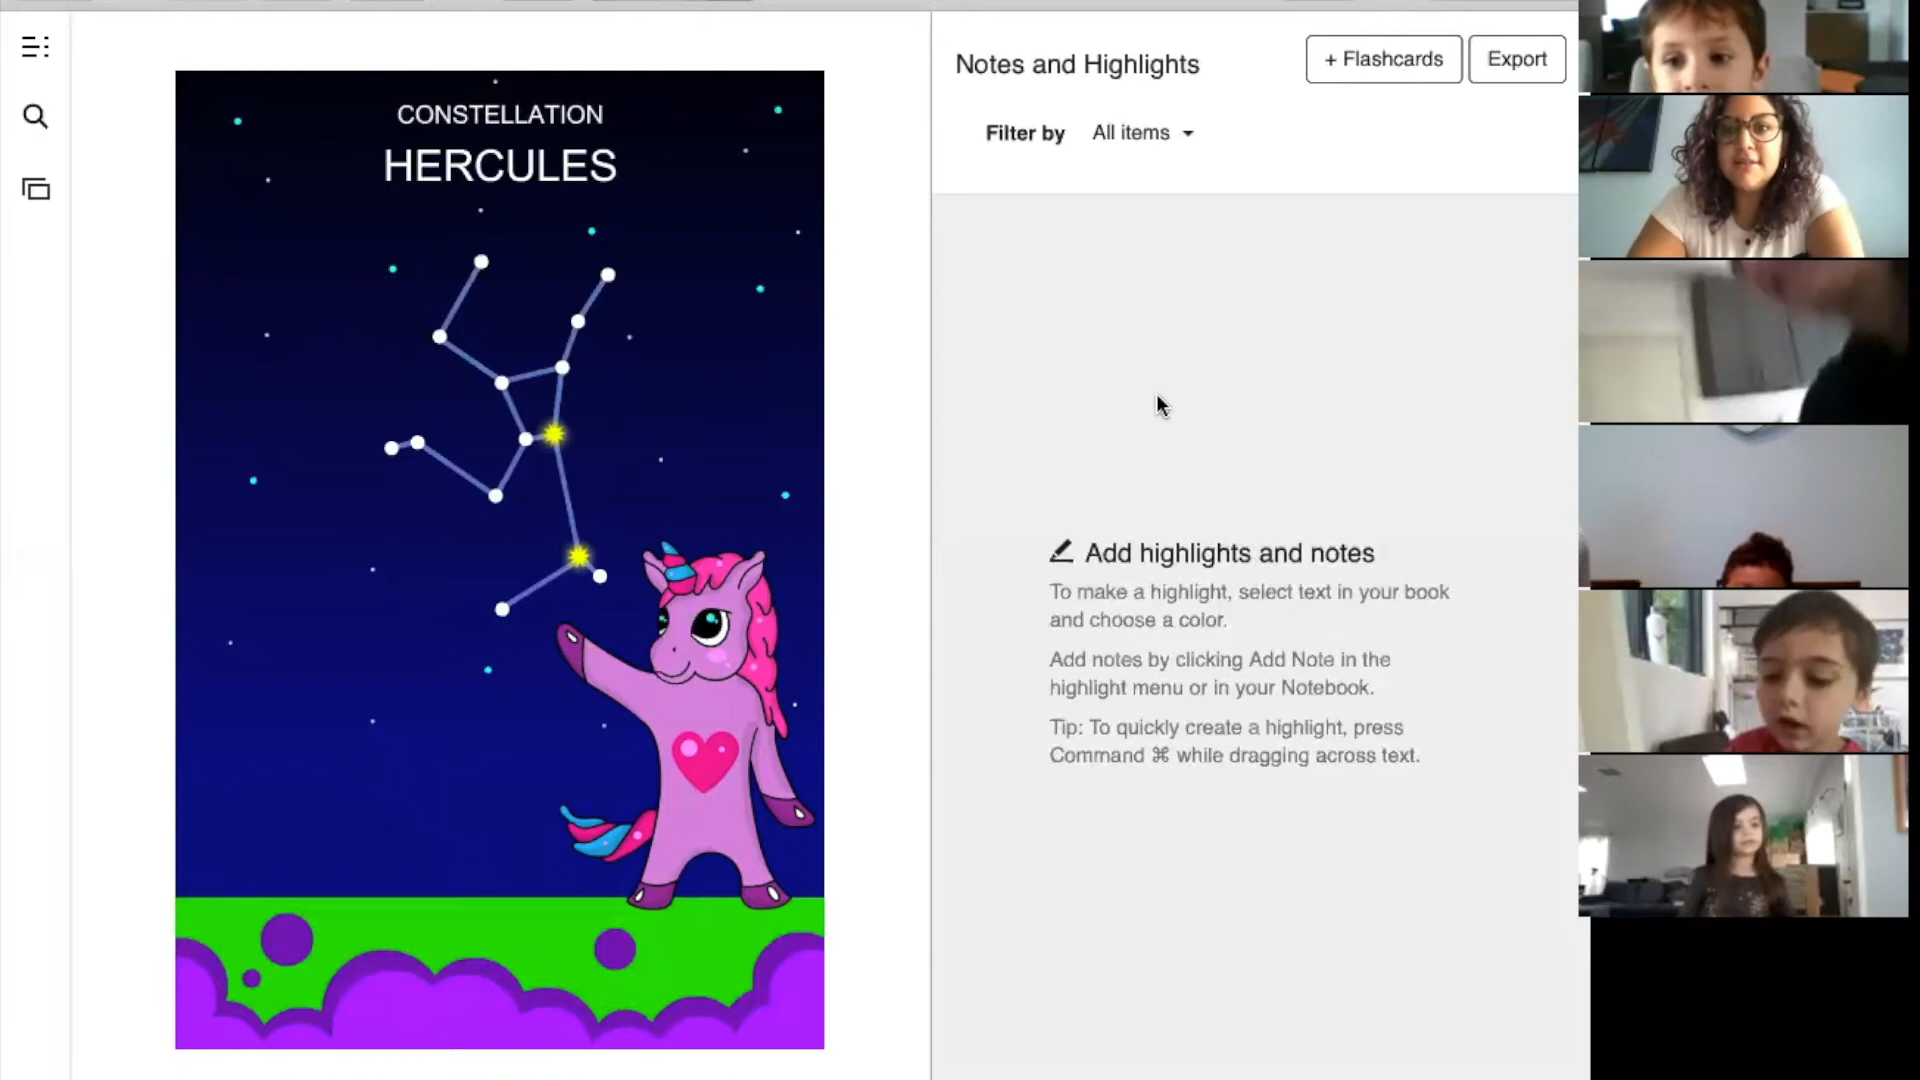 CONSTELLATION
HERCULES
Notes and Highlights
+ Flashcards
Export
Filter by
All items
Add highlights and notes
To make a highlight, select text in your book
and choose a color.
Add notes by clicking Add Note in the
highlight menu or in your Notebook.
Tip: To quickly create a highlight, press
Command ⌘ while dragging across text.